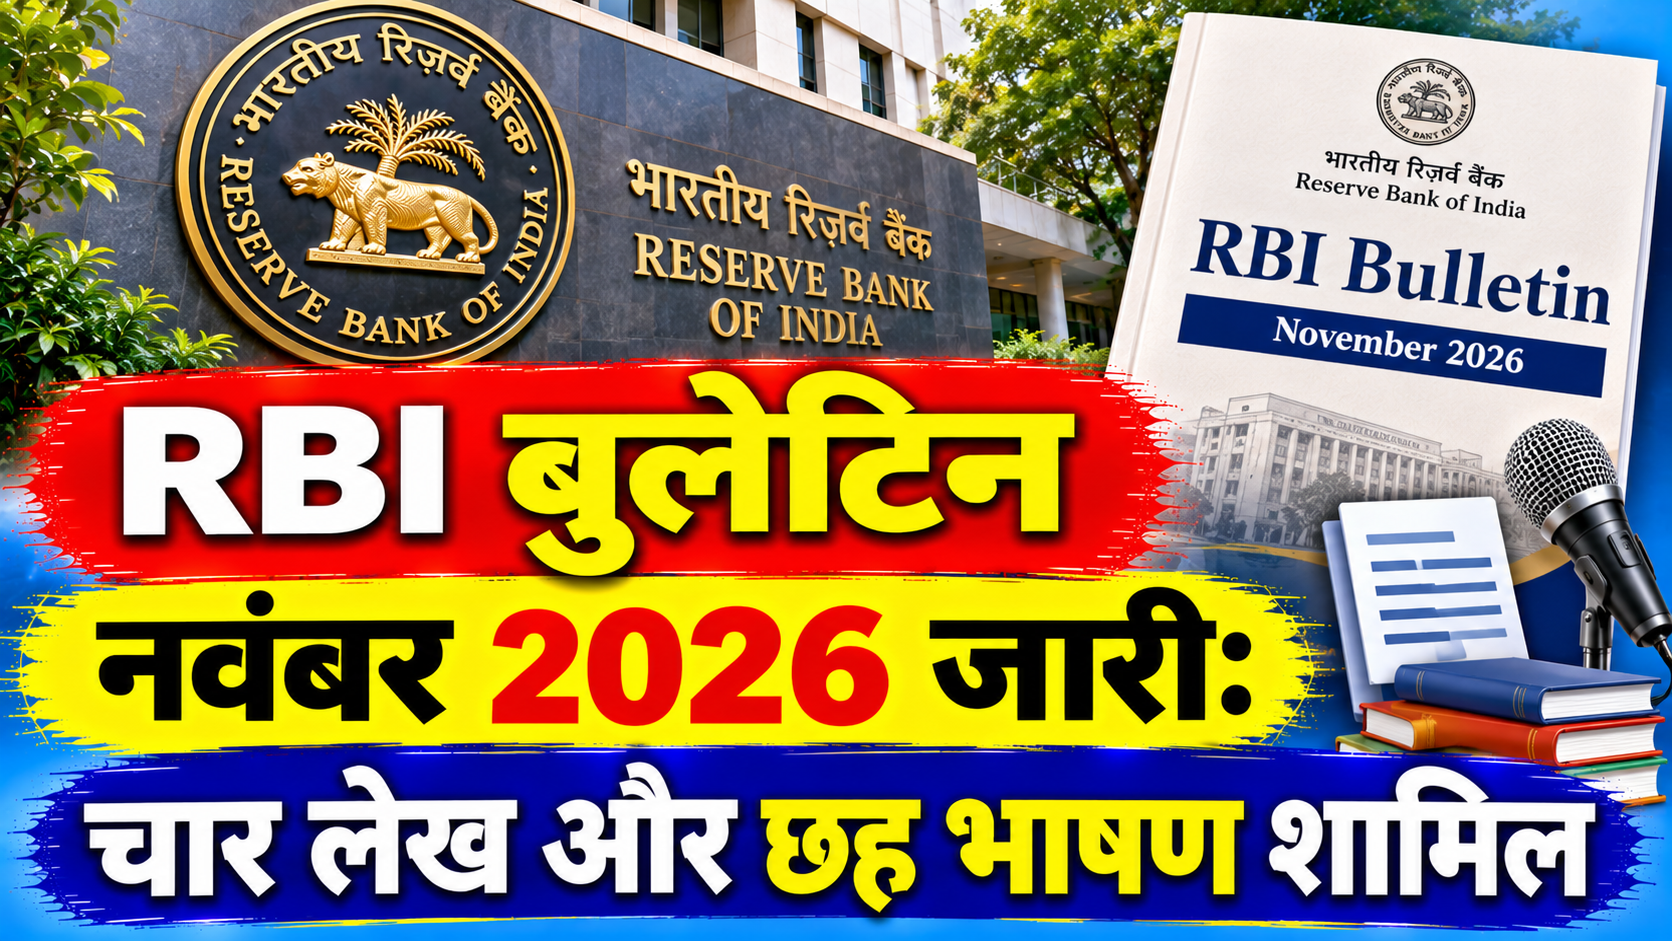 भारतीय रिज़र्व बैंक
RESERVE BANK OF INDIA
भारतीय रिज़र्व बैंक
RESERVE BANK
OF INDIA
भारतीय रिज़र्व बैंक
Reserve Bank of India
RBI Bulletin
November 2026
RBI बुलेटिन
नवंबर 2026 जारी:
चार लेख और छह भाषण शामिल